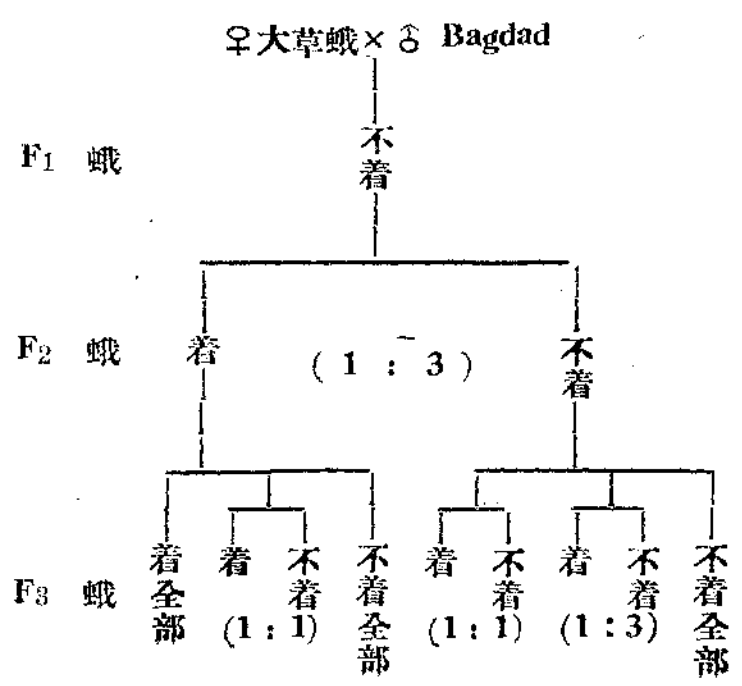 ♀大草蛾×♂ Bagdad
F1 蛾 不着
F2 蛾 着 (1 : 3) 不着
F3 蛾 着全部 着 不着 (1 : 1) 不着全部 着 不着 (1 : 1) 着 不着 (1 : 3) 不着全部